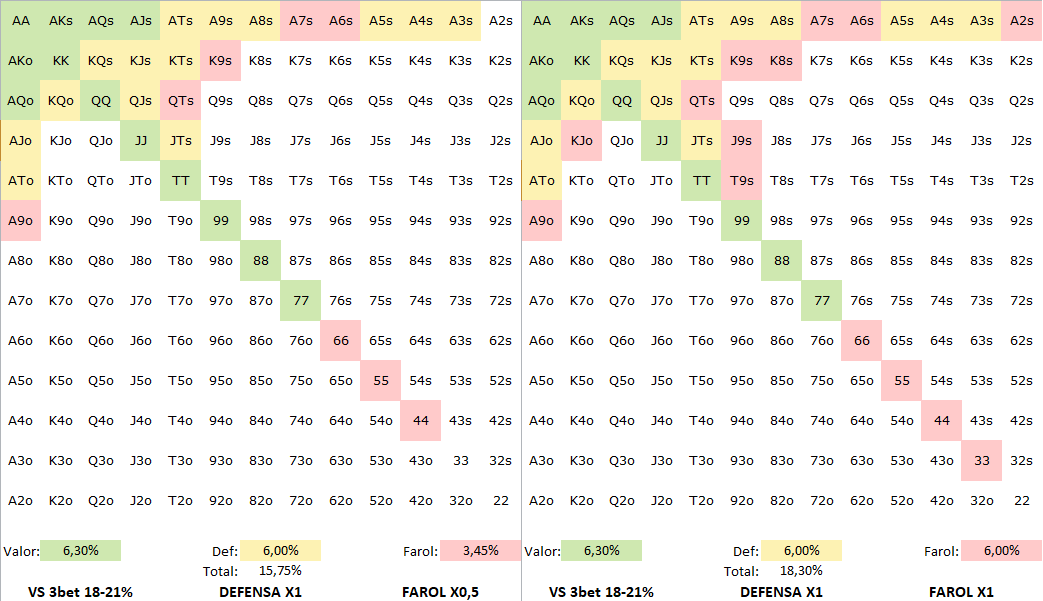 AA AKs AQs AJs ATs A9s A8s A7s A6s A5s A4s A3s A2s AA AKs AQs AJs ATs A9s A8s A7s A6s A5s A4s A3s A2s
AKo KK KQs KJs KTs K9s K8s K7s K6s K5s K4s K3s K2s AKo KK KQs KJs KTs K9s K8s K7s K6s K5s K4s K3s K2s
AQo KQo QQ QJs QTs Q9s Q8s Q7s Q6s Q5s Q4s Q3s Q2s AQo KQo QQ QJs QTs Q9s Q8s Q7s Q6s Q5s Q4s Q3s Q2s
AJo KJo QJo JJ JTs J9s J8s J7s J6s J5s J4s J3s J2s AJo KJo QJo JJ JTs J9s J8s J7s J6s J5s J4s J3s J2s
ATo KTo QTo JTo TT T9s T8s T7s T6s T5s T4s T3s T2s ATo KTo QTo JTo TT T9s T8s T7s T6s T5s T4s T3s T2s
A9o K9o Q9o J9o T9o 99 98s 97s 96s 95s 94s 93s 92s A9o K9o Q9o J9o T9o 99 98s 97s 96s 95s 94s 93s 92s
A8o K8o Q8o J8o T8o 98o 88 87s 86s 85s 84s 83s 82s A8o K8o Q8o J8o T8o 98o 88 87s 86s 85s 84s 83s 82s
A7o K7o Q7o J7o T7o 97o 87o 77 76s 75s 74s 73s 72s A7o K7o Q7o J7o T7o 97o 87o 77 76s 75s 74s 73s 72s
A6o K6o Q6o J6o T6o 96o 86o 76o 66 65s 64s 63s 62s A6o K6o Q6o J6o T6o 96o 86o 76o 66 65s 64s 63s 62s
A5o K5o Q5o J5o T5o 95o 85o 75o 65o 55 54s 53s 52s A5o K5o Q5o J5o T5o 95o 85o 75o 65o 55 54s 53s 52s
A4o K4o Q4o J4o T4o 94o 84o 74o 64o 54o 44 43s 42s A4o K4o Q4o J4o T4o 94o 84o 74o 64o 54o 44 43s 42s
A3o K3o Q3o J3o T3o 93o 83o 73o 63o 53o 43o 33 32s A3o K3o Q3o J3o T3o 93o 83o 73o 63o 53o 43o 33 32s
A2o K2o Q2o J2o T2o 92o 82o 72o 62o 52o 42o 32o 22 A2o K2o Q2o J2o T2o 92o 82o 72o 62o 52o 42o 32o 22
Valor: 6,30% Def: 6,00% Farol: 3,45% Valor: 6,30% Def: 6,00% Farol: 6,00%
Total: 15,75% Total: 18,30%
VS 3bet 18-21% DEFENSA X1 FAROL X0,5 VS 3bet 18-21% DEFENSA X1 FAROL X1